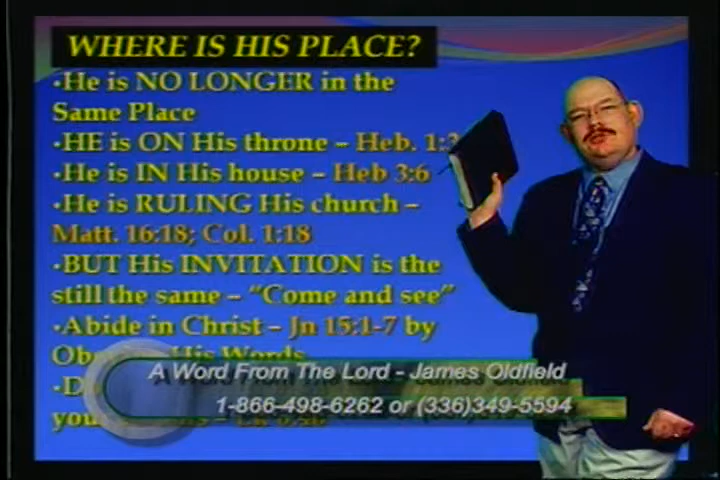 WHERE IS HIS PLACE?
•He is NO LONGER in the
Same Place
•HE is ON His throne – Heb. 1:3
•He is IN His house – Heb 3:6
•He is RULING His church –
Matt. 16:18; Col. 1:18
•BUT His INVITATION is the
still the same – "Come and see"
•Abide in Christ – Jn 15:1-7 by
His Words
A Word From The Lord - James Oldfield
1-866-498-6262 or (336)349-5594